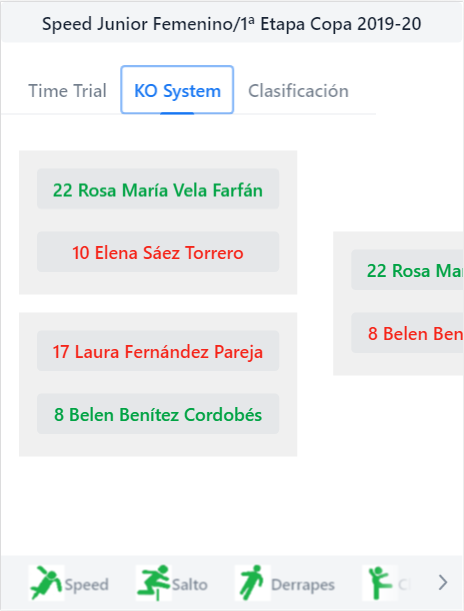 Speed Junior Femenino/1ª Etapa Copa 2019-20
Time Trial KO System Clasificación
22 Rosa María Vela Farfán
10 Elena Sáez Torrero
22 Rosa Ma
8 Belen Ben
17 Laura Fernández Pareja
8 Belen Benítez Cordobés
Speed Salto Derrapes